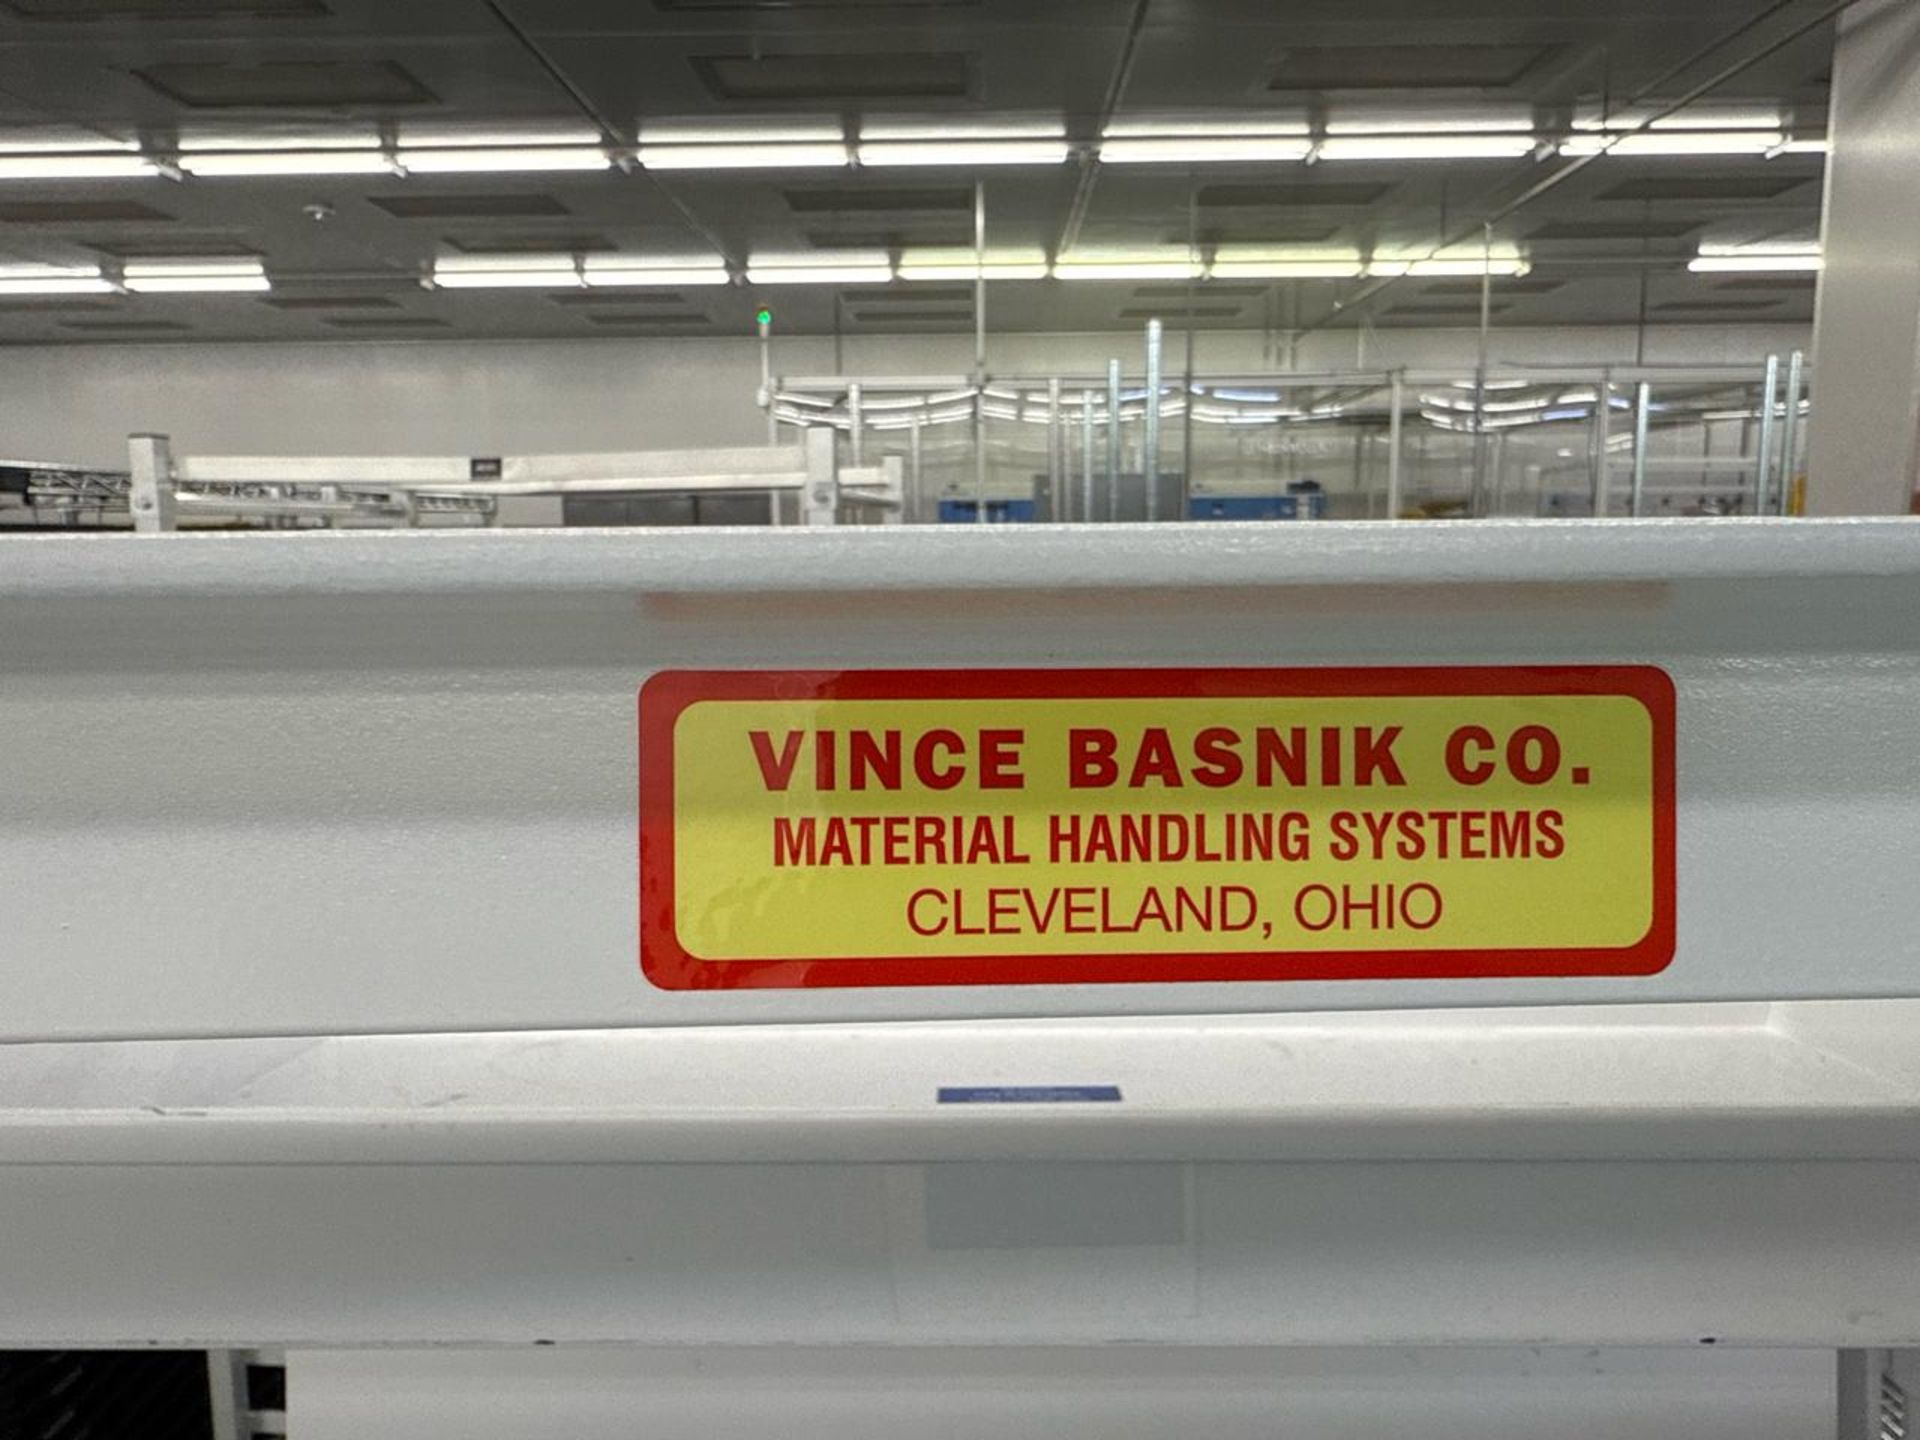 VINCE BASNIK CO.
MATERIAL HANDLING SYSTEMS
CLEVELAND, OHIO